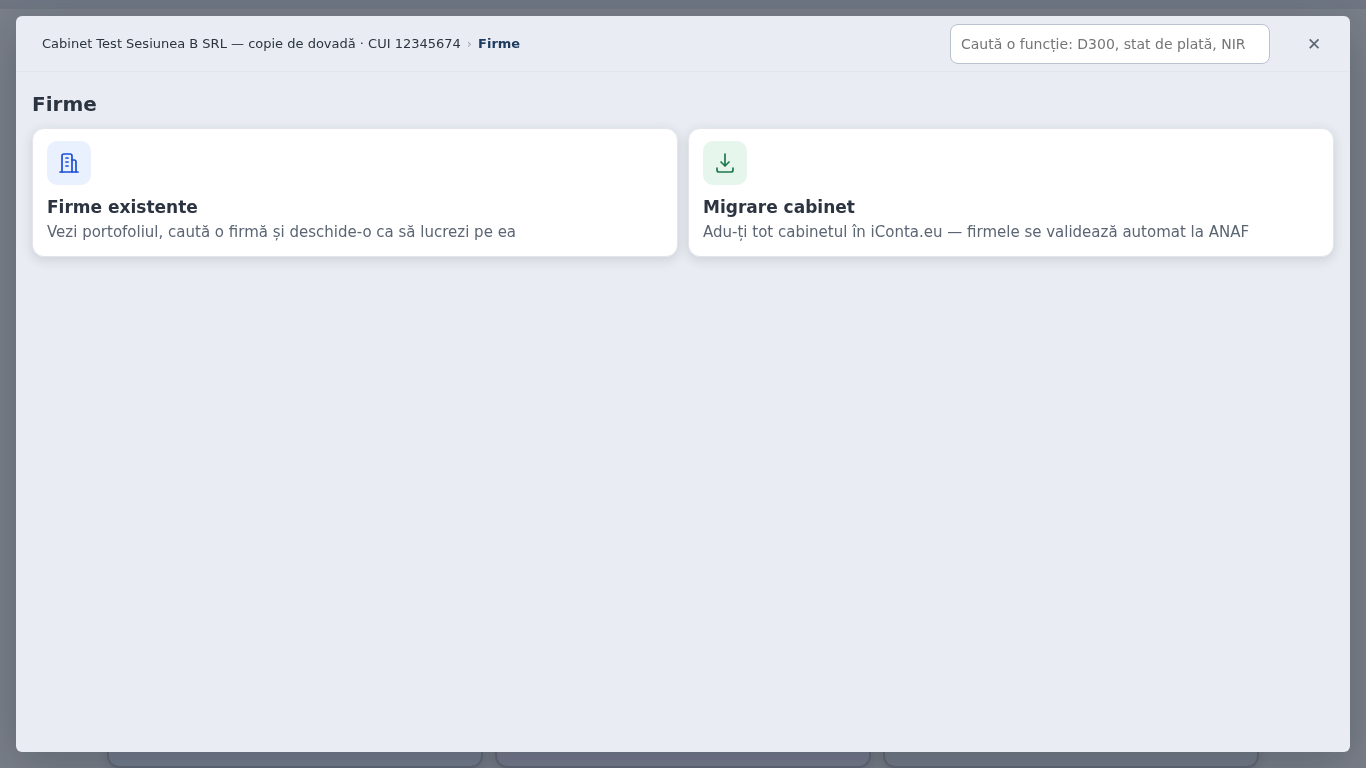 Cabinet Test Sesiunea B SRL — copie de dovadă · CUI 12345674 › Firme
Caută o funcție: D300, stat de plată, NIR
✕
Firme
Firme existente
Vezi portofoliul, caută o firmă și deschide-o ca să lucrezi pe ea
Migrare cabinet
Adu-ți tot cabinetul în iConta.eu — firmele se validează automat la ANAF